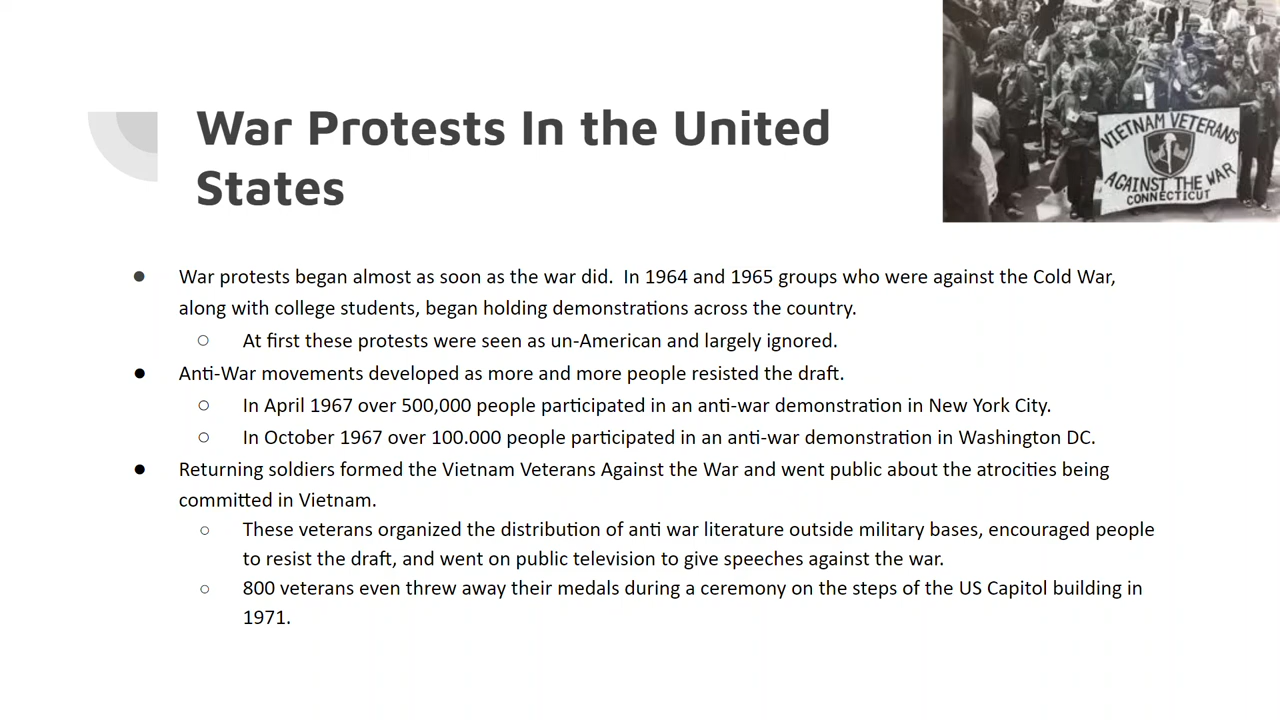 War Protests In the United
States
VIETNAM VETERANS
AGAINST THE WAR
CONNECTICUT
● War protests began almost as soon as the war did.  In 1964 and 1965 groups who were against the Cold War,
along with college students, began holding demonstrations across the country.
○ At first these protests were seen as un-American and largely ignored.
● Anti-War movements developed as more and more people resisted the draft.
○ In April 1967 over 500,000 people participated in an anti-war demonstration in New York City.
○ In October 1967 over 100.000 people participated in an anti-war demonstration in Washington DC.
● Returning soldiers formed the Vietnam Veterans Against the War and went public about the atrocities being
committed in Vietnam.
○ These veterans organized the distribution of anti war literature outside military bases, encouraged people
to resist the draft, and went on public television to give speeches against the war.
○ 800 veterans even threw away their medals during a ceremony on the steps of the US Capitol building in
1971.